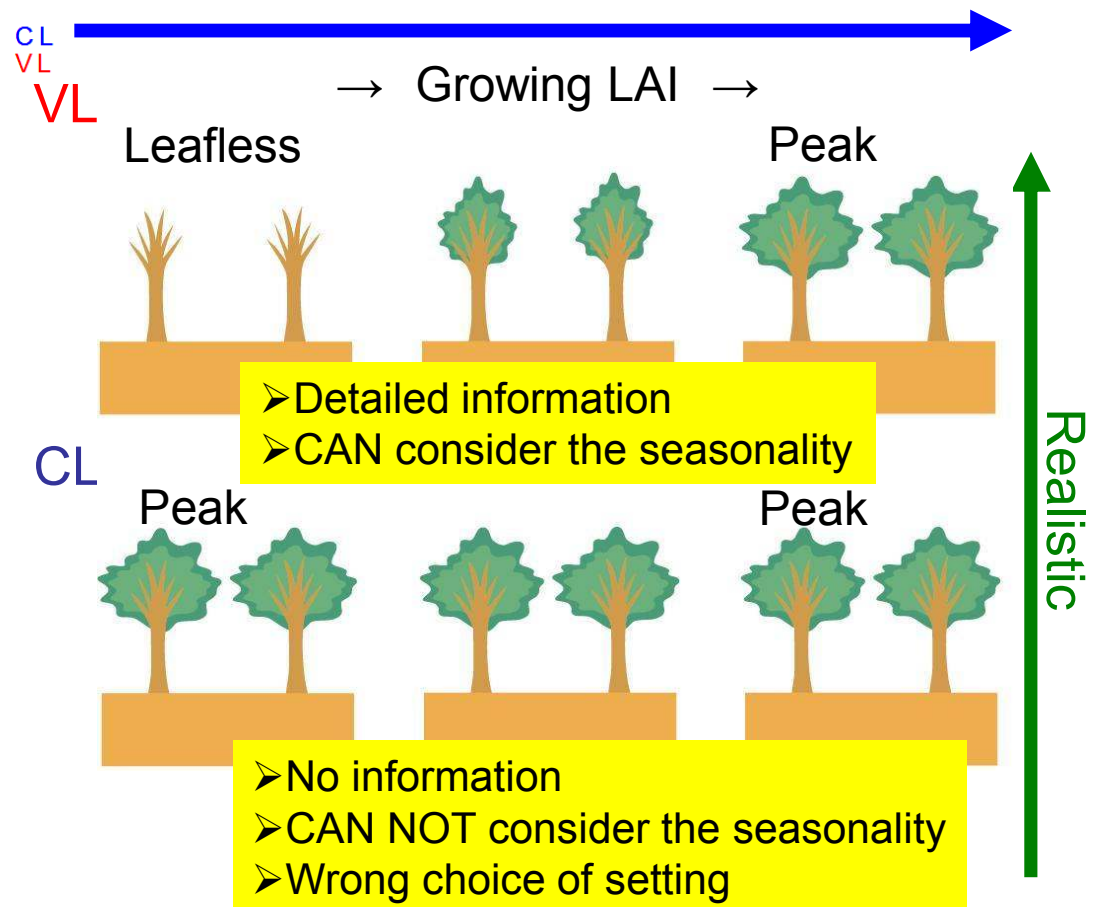 CL
VL
VL
→ Growing LAI →
Leafless
Peak
➢Detailed information
➢CAN consider the seasonality
CL
Peak
Peak
Realistic
➢No information
➢CAN NOT consider the seasonality
➢Wrong choice of setting